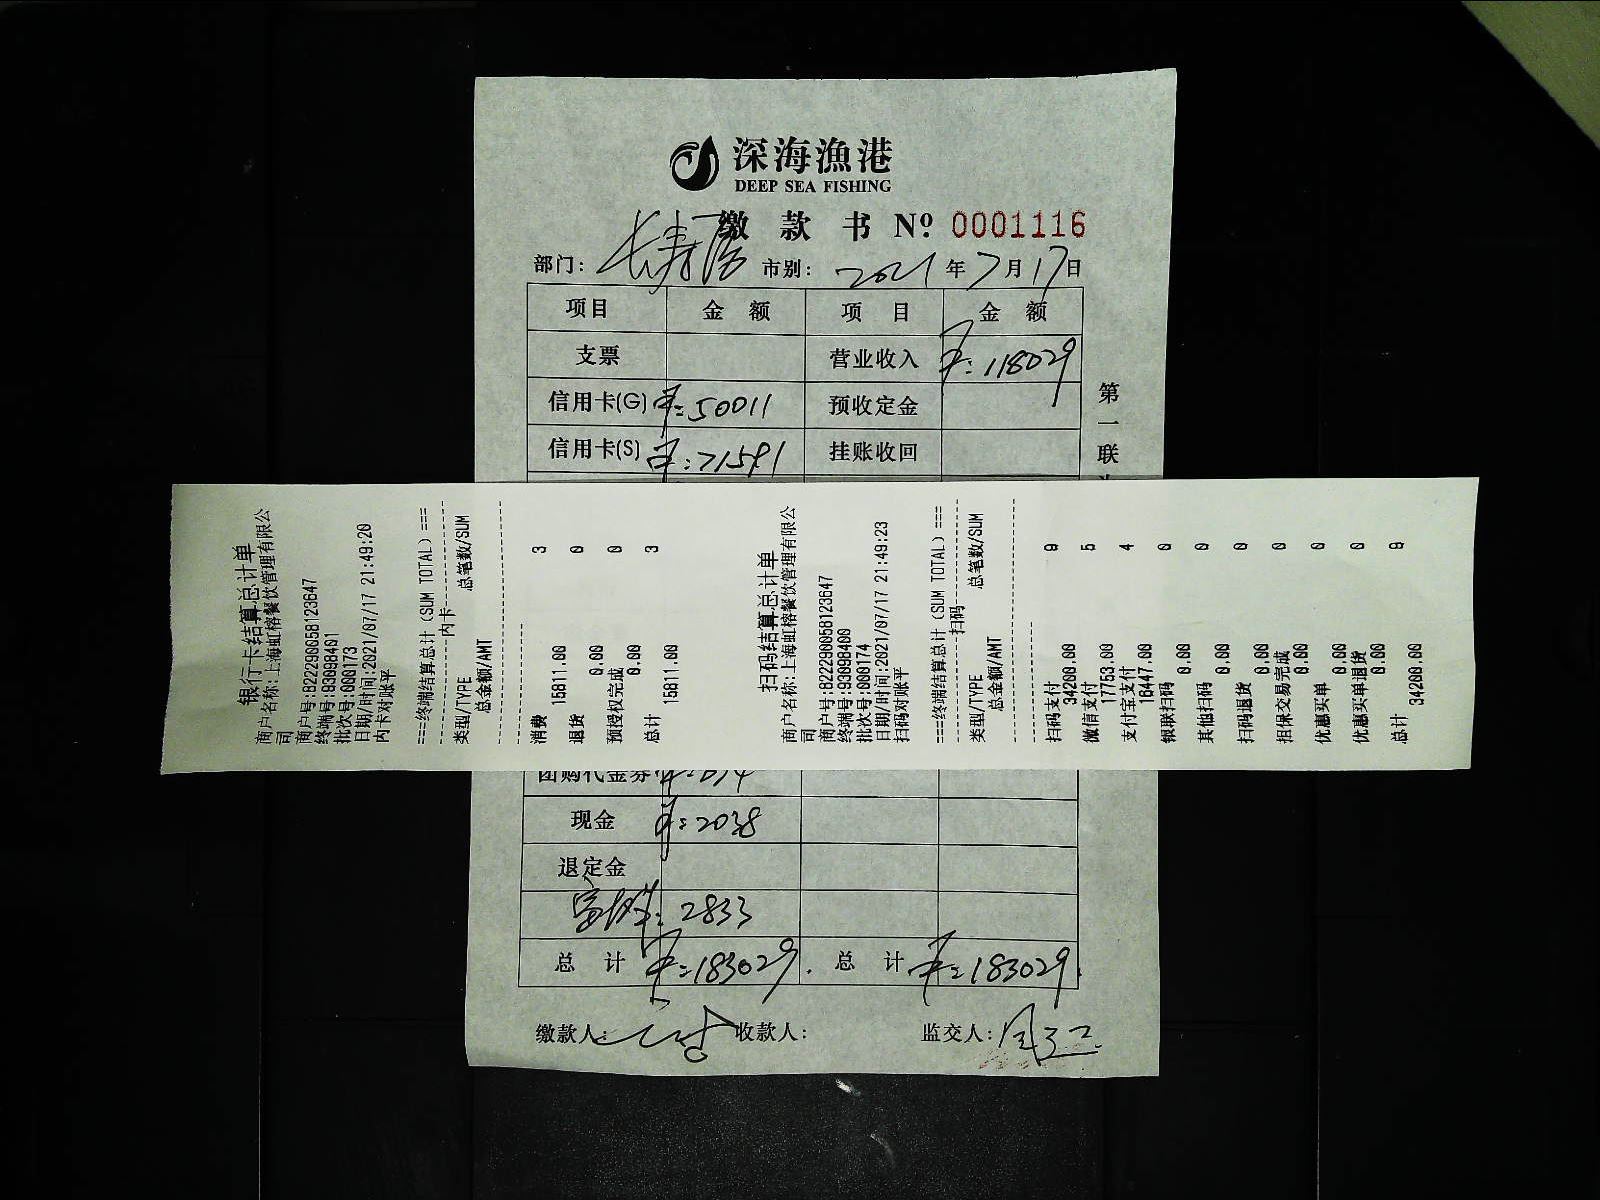 深海漁港
DEEP SEA FISHING
缴款书 Nº 0001116
部门: 长寿店 市别: 2021年7月17日
项目 金额 项目 金额
支票 营业收入 ¥:118029
信用卡(G) ¥:50011 预收定金
信用卡(S) ¥:71581 挂账收回
第一联
银行卡结算总计单
商户名称:上海虹榕餐饮管理有限公
司
商户号:822290058123647
终端号:93098401
批次号:000173
日期/时间:2021/07/17 21:49:20
内卡对账平
===终端结算总计(SUM TOTAL)===
内卡
类型/TYPE 总笔数/SUM
总金额/AMT
消费 3
15811.00
退货 0
0.00
预授权完成 0
0.00
总计 3
15811.00
扫码结算总计单
商户名称:上海虹榕餐饮管理有限公
司
商户号:822290058123647
终端号:93098400
批次号:000174
日期/时间:2021/07/17 21:49:23
扫码对账平
===终端结算总计(SUM TOTAL)===
扫码
类型/TYPE 总笔数/SUM
总金额/AMT
扫码支付 9
34200.00
微信支付 5
17753.00
支付宝支付 4
16447.00
银联扫码 0
0.00
其他扫码 0
0.00
扫码退货 0
0.00
担保交易完成 0
0.00
优惠买单 0
0.00
优惠买单退货 0
0.00
总计 9
34200.00
团购代金券
现金 ¥:2038
退定金
¥:2833
总计 ¥:183029. 总计 ¥:183029.
缴款人: 收款人: 监交人: